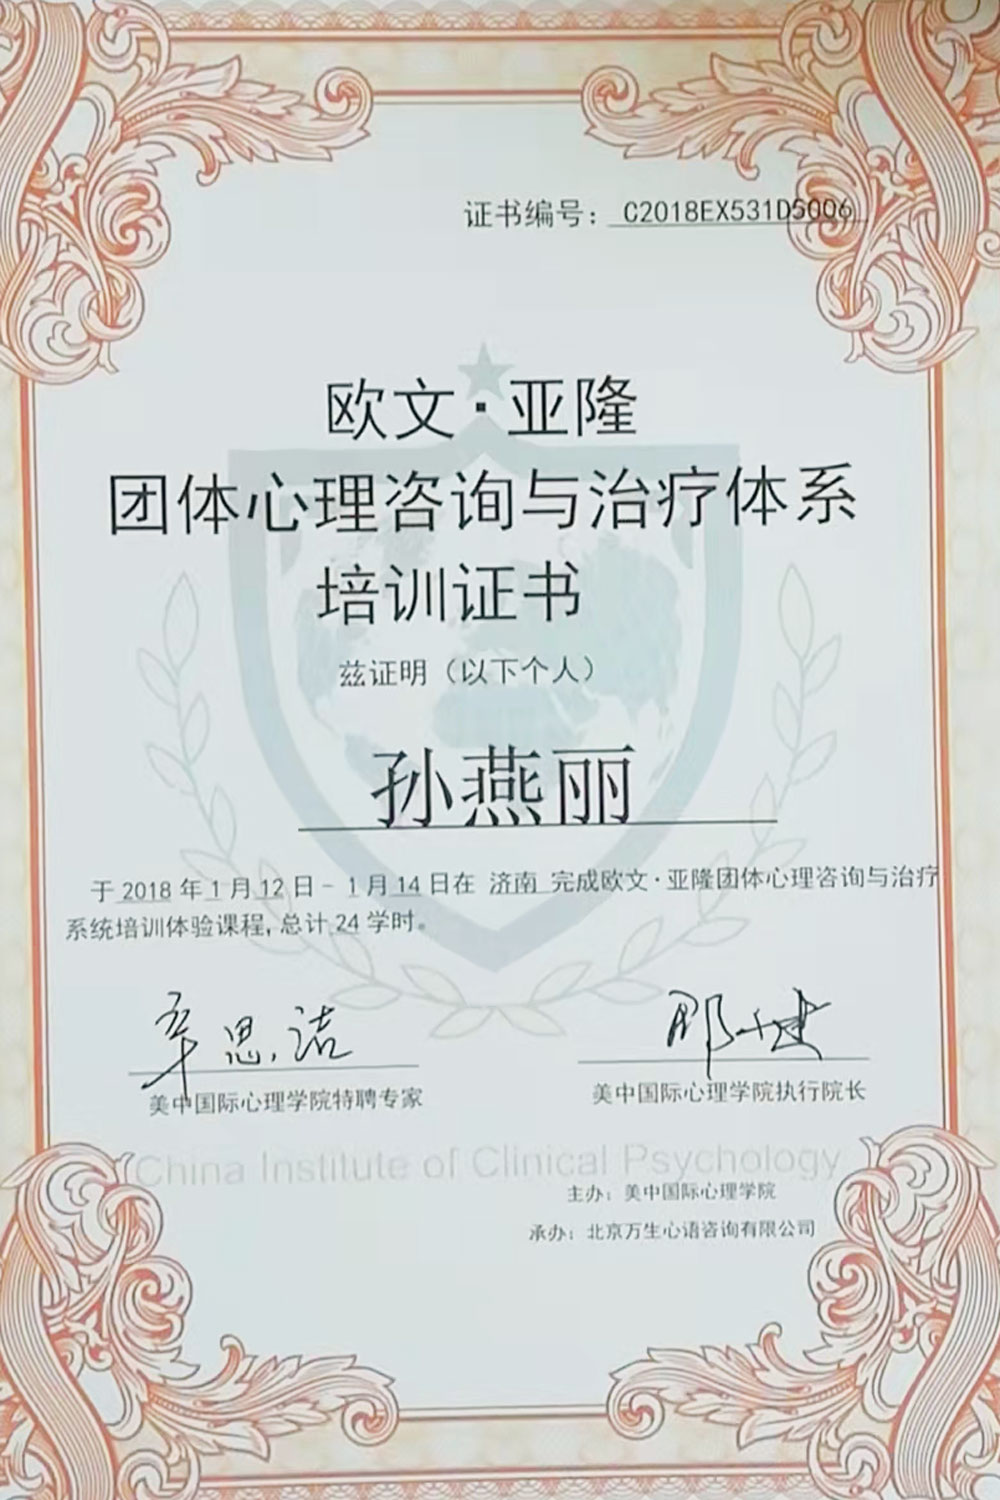 证书编号：C2018EX531D5006
欧文·亚隆
团体心理咨询与治疗体系
培训证书
兹证明（以下个人）
孙燕丽
于 2018 年 1 月 12 日－ 1 月 14 日在 济南 完成欧文·亚隆团体心理咨询与治疗
系统培训体验课程，总计 24 学时。
美中国际心理学院特聘专家
美中国际心理学院执行院长
China Institute of Clinical Psychology
主办：美中国际心理学院
承办：北京万生心语咨询有限公司